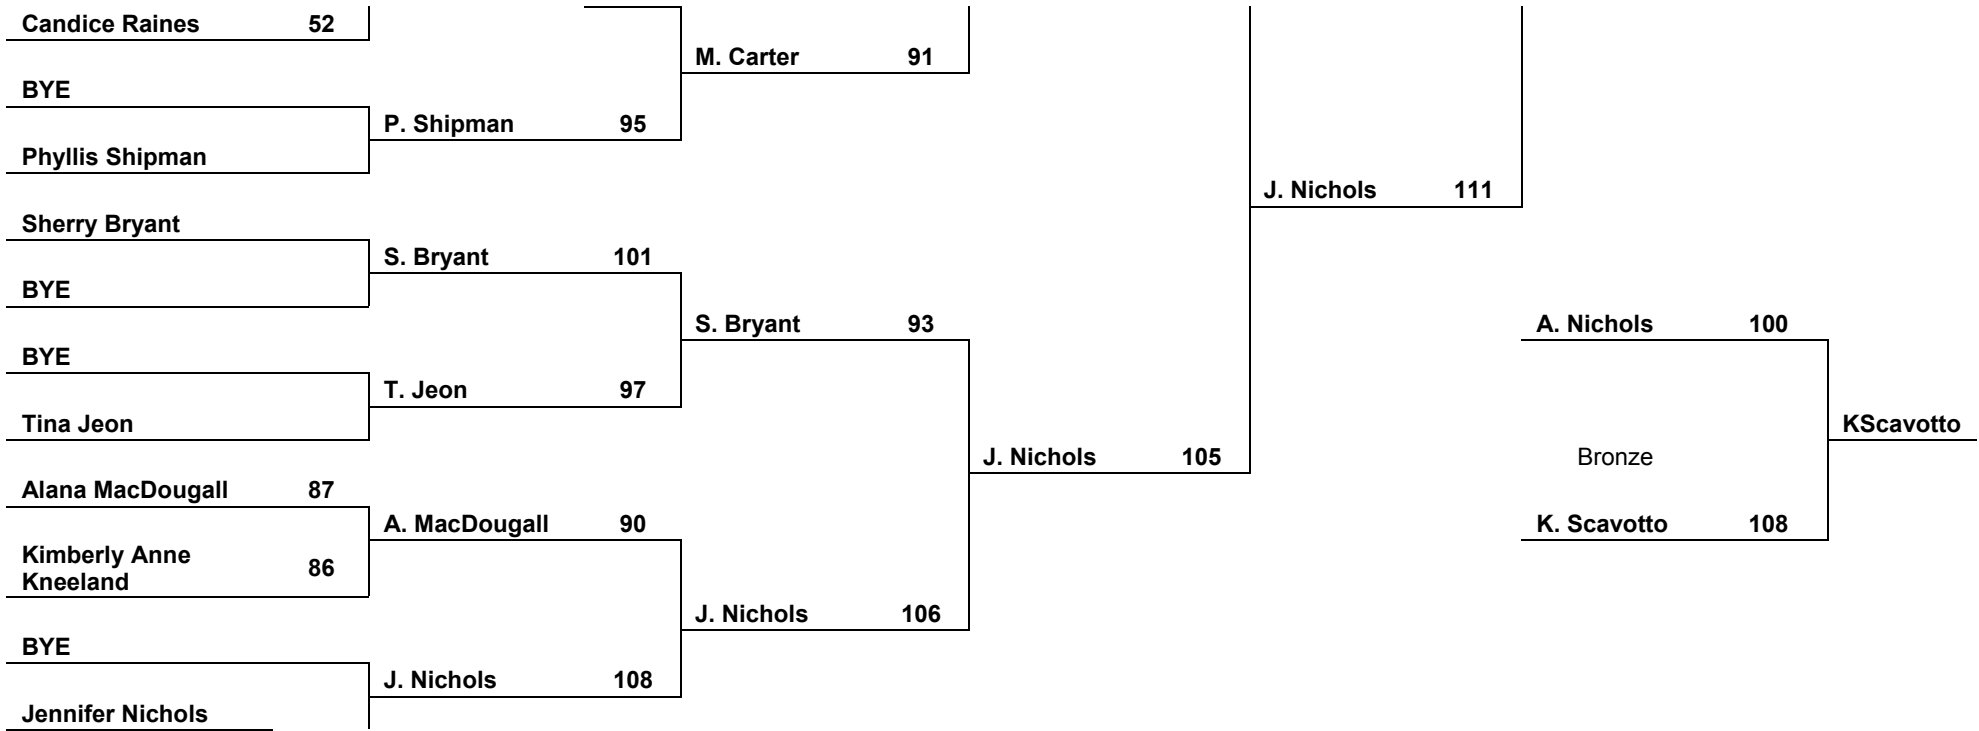 Candice Raines 52
M. Carter 91
BYE
P. Shipman 95
Phyllis Shipman
J. Nichols 111
Sherry Bryant
S. Bryant 101
BYE
S. Bryant 93
A. Nichols 100
BYE
T. Jeon 97
Tina Jeon
KScavotto
J. Nichols 105
Bronze
Alana MacDougall 87
A. MacDougall 90
K. Scavotto 108
Kimberly Anne
Kneeland 86
J. Nichols 106
BYE
J. Nichols 108
Jennifer Nichols